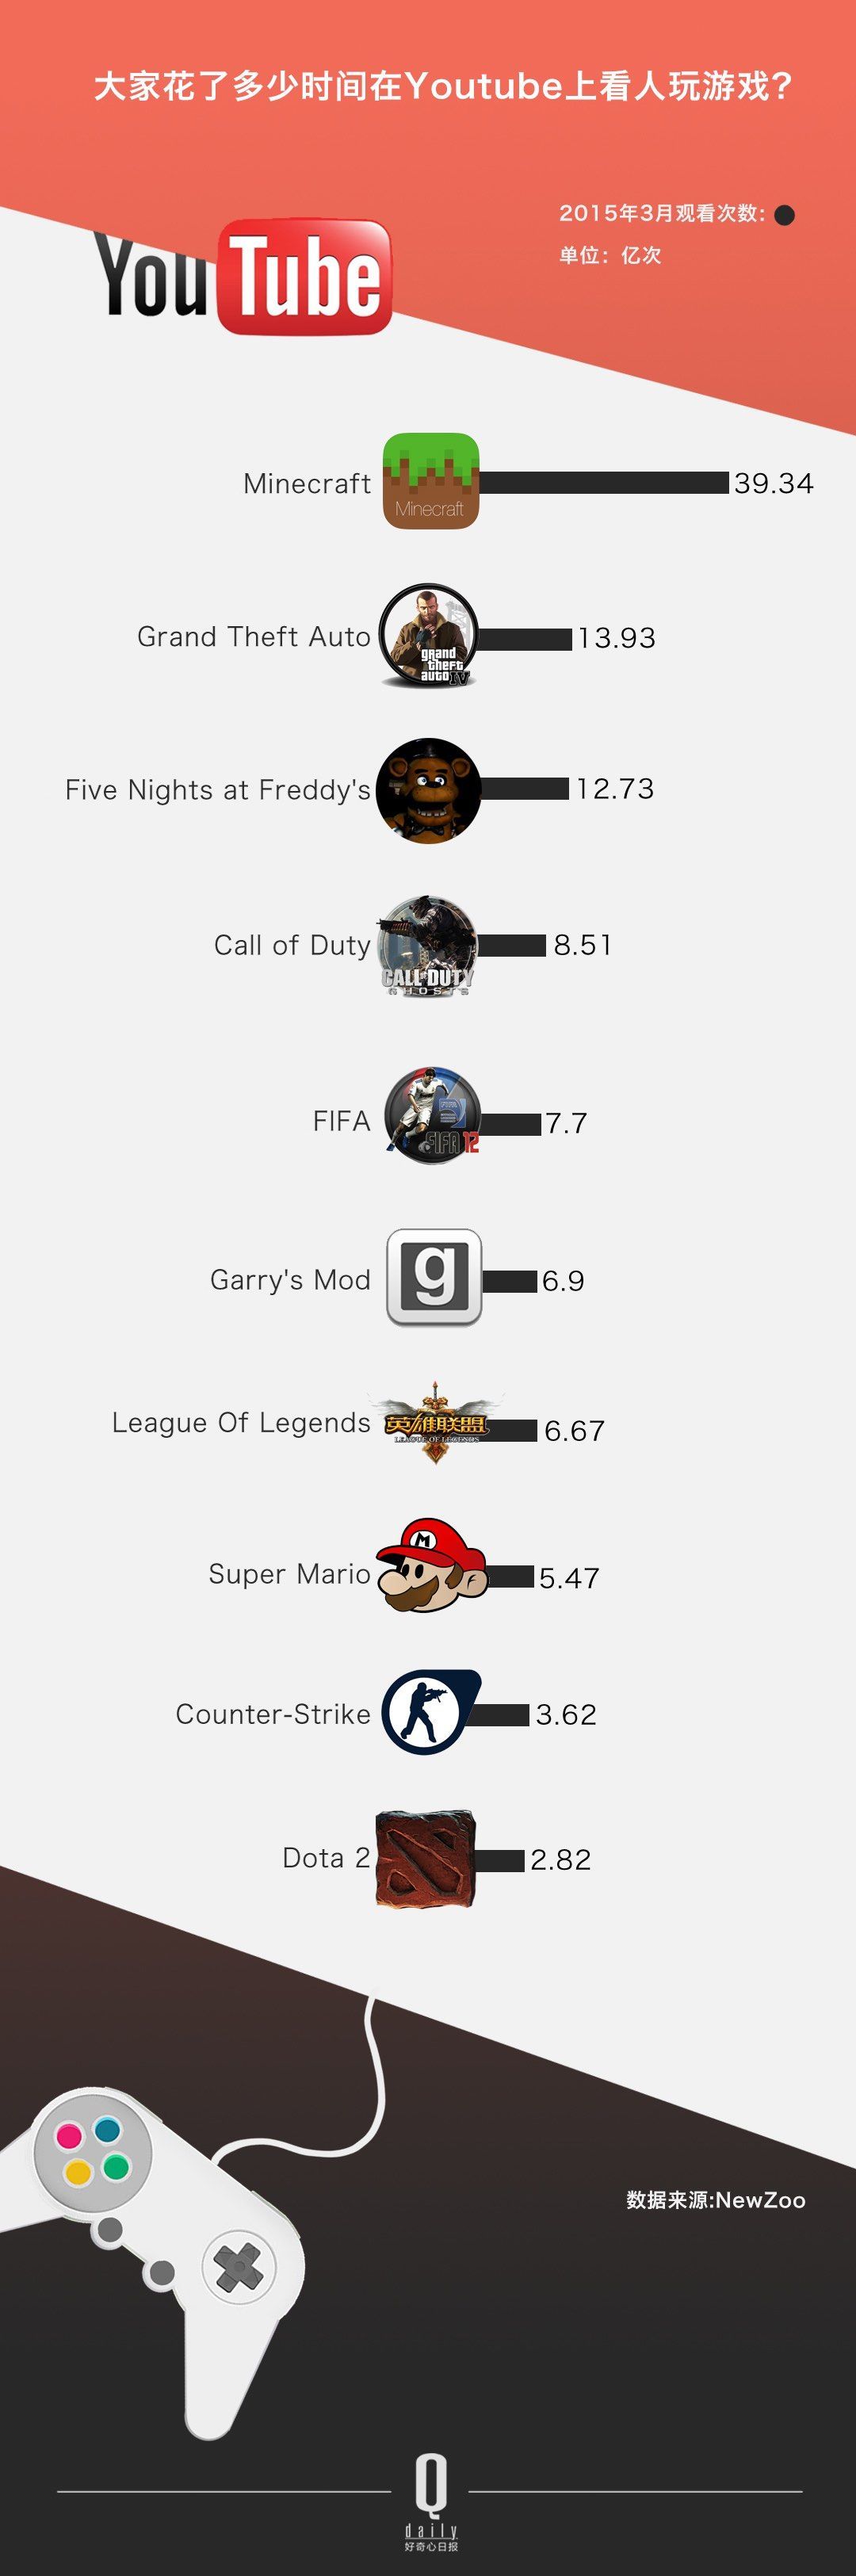 大家花了多少时间在Youtube上看人玩游戏?
2015年3月观看次数:
单位: 亿次
YouTube
Minecraft
Minecraft
39.34
Grand Theft Auto
grand
theft
auto IV
13.93
Five Nights at Freddy's
12.73
Call of Duty
CALL OF DUTY
GHOSTS
8.51
FIFA
FIFA 12
7.7
Garry's Mod
g
6.9
League Of Legends
英雄联盟
LEAGUE OF LEGENDS
6.67
Super Mario
M
5.47
Counter-Strike
3.62
Dota 2
2.82
数据来源:NewZoo
Q
daily
好奇心日报